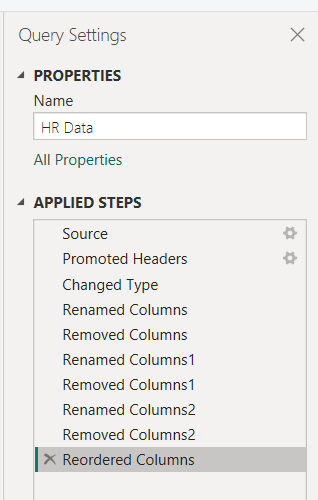 Query Settings
PROPERTIES
Name
HR Data
All Properties
APPLIED STEPS
Source
Promoted Headers
Changed Type
Renamed Columns
Removed Columns
Renamed Columns1
Removed Columns1
Renamed Columns2
Removed Columns2
Reordered Columns